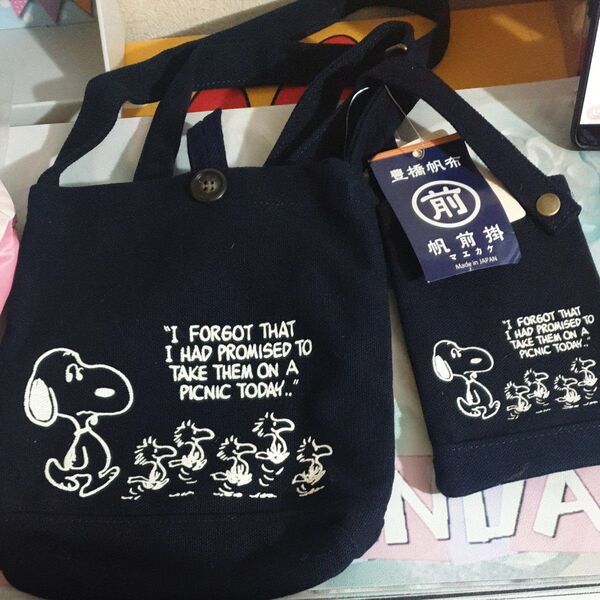 "I FORGOT THAT
I HAD PROMISED TO
TAKE THEM ON A
PICNIC TODAY.."
豊橋帆布
前
帆前掛
マエカケ
Made in JAPAN
"I FORGOT THAT
I HAD PROMISED TO
TAKE THEM ON A
PICNIC TODAY.."
NDA